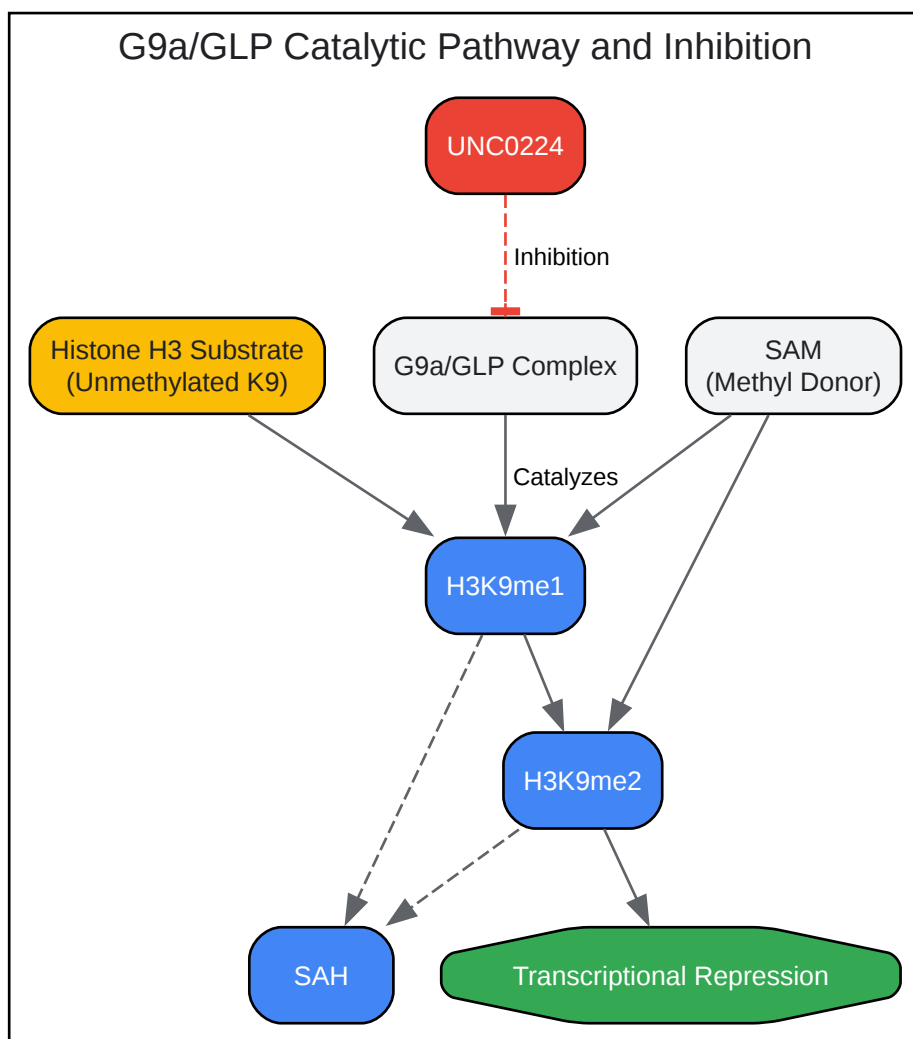 G9a/GLP Catalytic Pathway and Inhibition
UNC0224
Inhibition
Histone H3 Substrate
(Unmethylated K9)
G9a/GLP Complex
SAM
(Methyl Donor)
Catalyzes
H3K9me1
H3K9me2
SAH
Transcriptional Repression